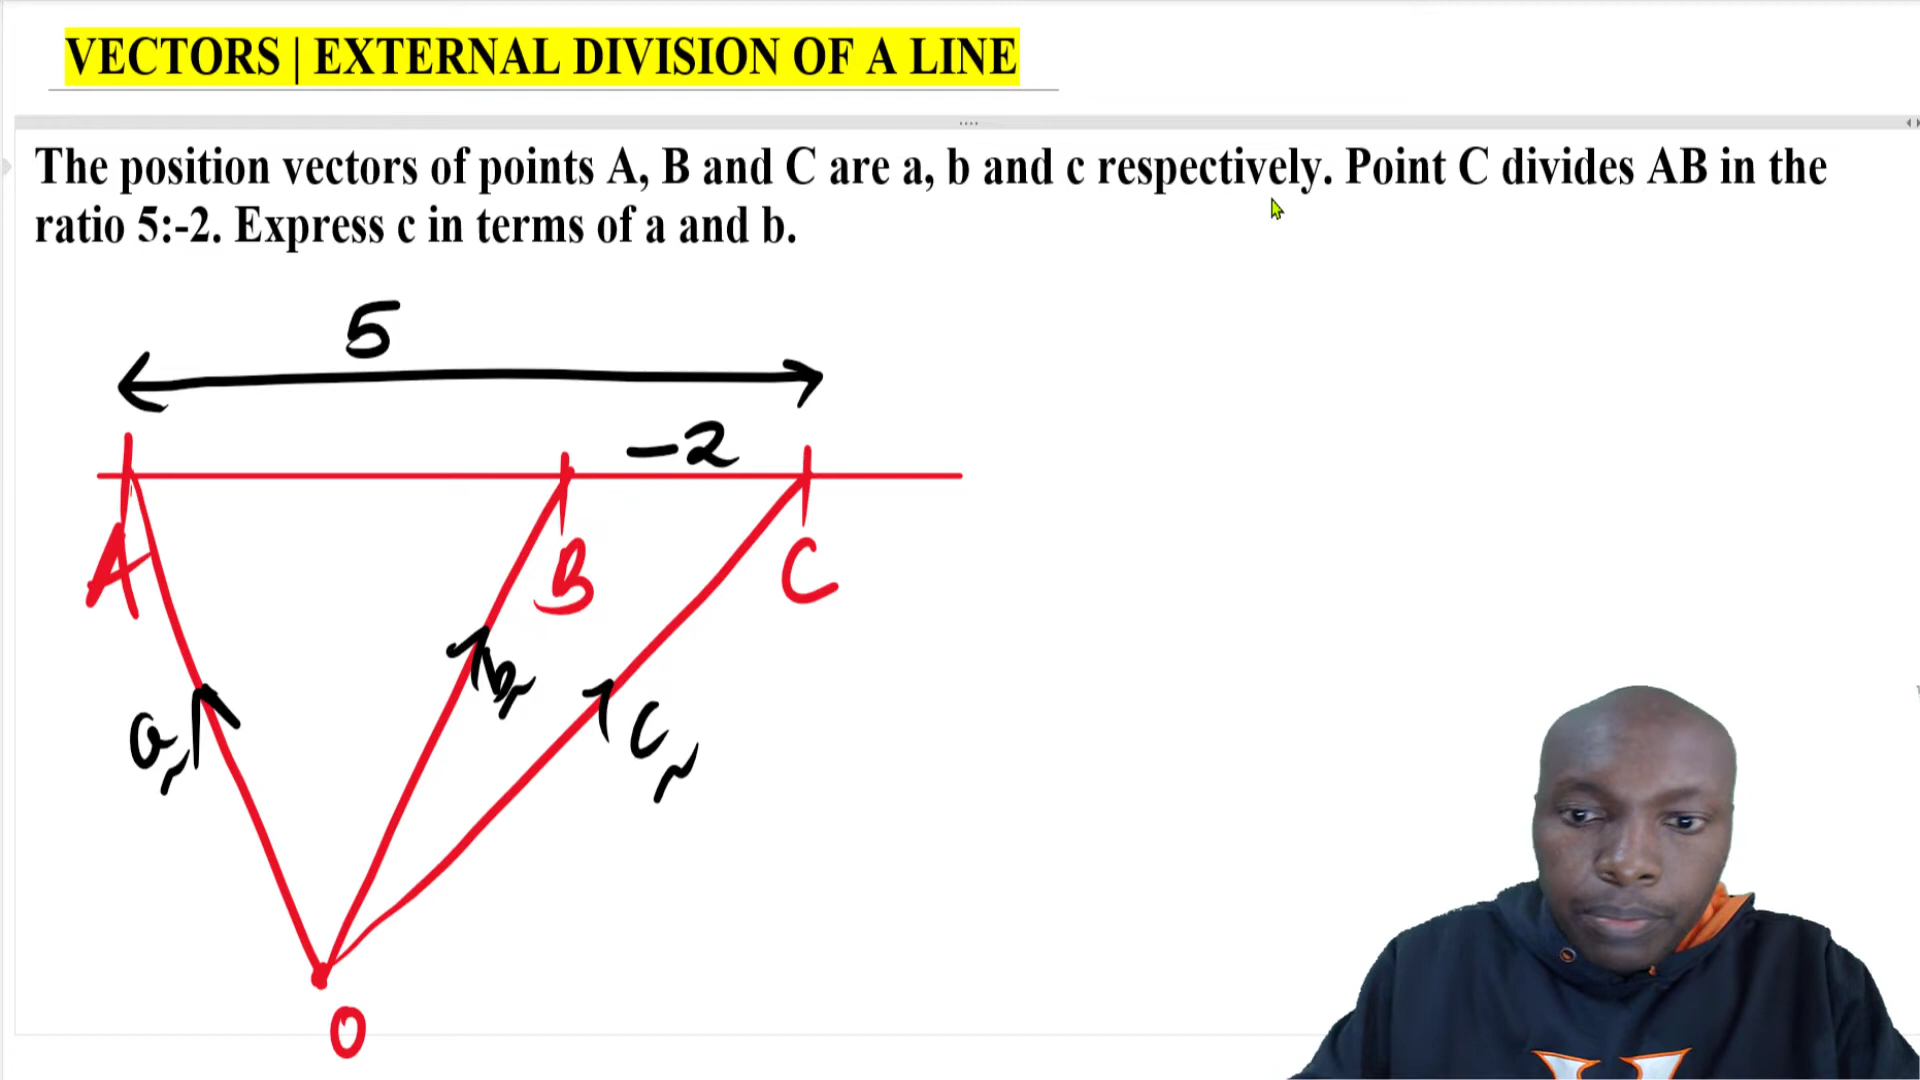 VECTORS | EXTERNAL DIVISION OF A LINE
The position vectors of points A, B and C are a, b and c respectively. Point C divides AB in the
ratio 5:-2. Express c in terms of a and b.
5
-2
A
B
C
a
b
c
O